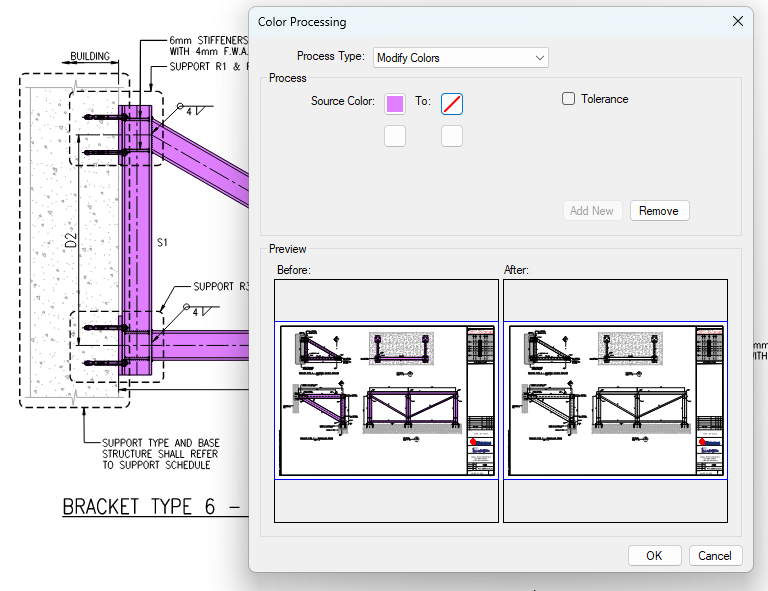 6mm STIFFENERS
WITH 4mm F.W.A.
BUILDING
SUPPORT R1 &
4
D2
S1
SUPPORT R3
4
SUPPORT TYPE AND BASE
STRUCTURE SHALL REFER
TO SUPPORT SCHEDULE
BRACKET TYPE 6 -
Color Processing
Process Type: Modify Colors
Process
Source Color: To: Tolerance
Add New Remove
Preview
Before: After:
OK Cancel